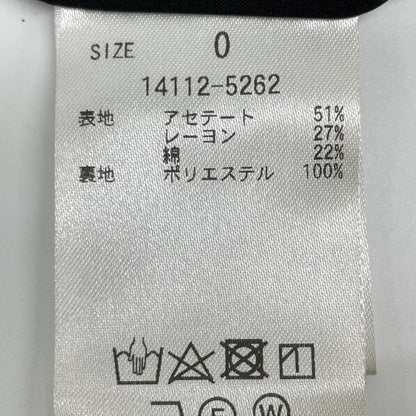 SIZE 0
14112-5262
表地 アセテート 51%
レーヨン 27%
綿 22%
裏地 ポリエステル 100%
F W